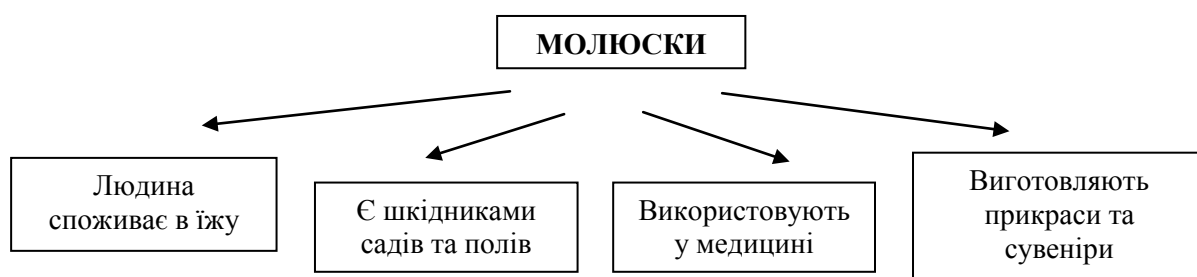 МОЛЮСКИ
Людина
споживає в їжу
Є шкідниками
садів та полів
Використовують
у медицині
Виготовляють
прикраси та
сувеніри